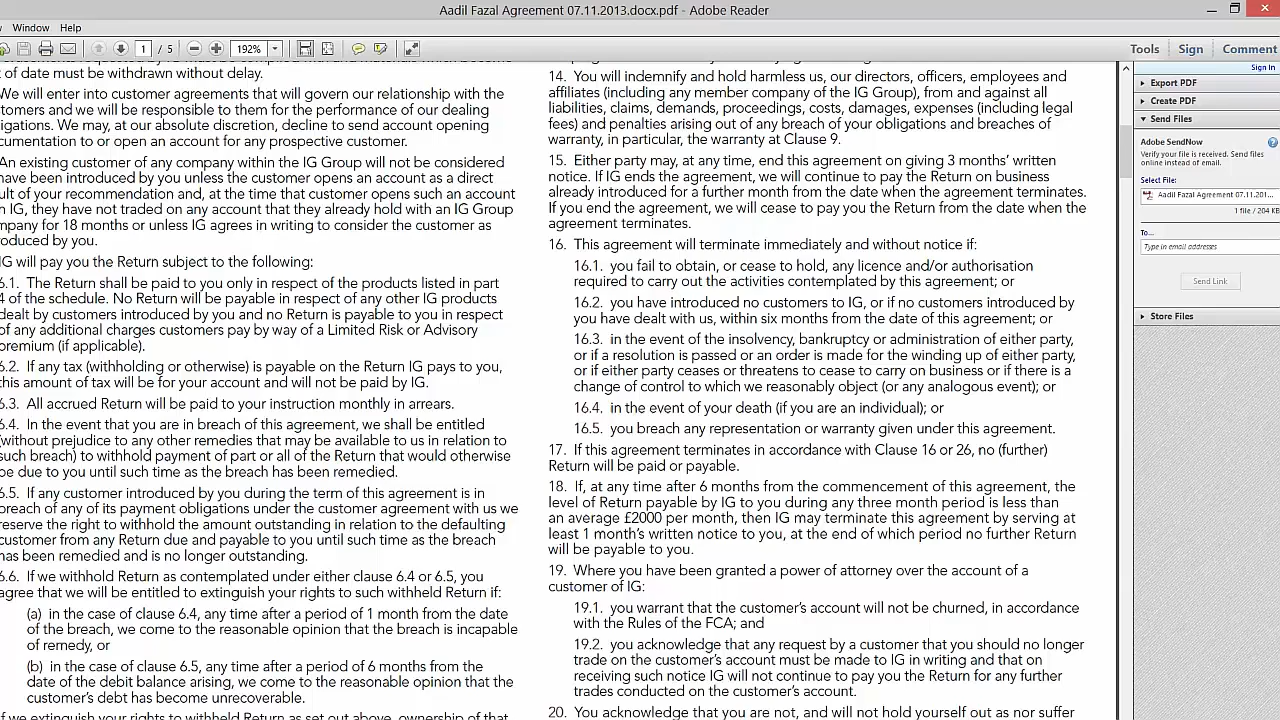 Aadil Fazal Agreement 07.11.2013.docx.pdf - Adobe Reader
Window Help
1 / 5 192% Tools Sign Comment
t of date must be withdrawn without delay.
We will enter into customer agreements that will govern our relationship with the
tomers and we will be responsible to them for the performance of our dealing
igations. We may, at our absolute discretion, decline to send account opening
cumentation to or open an account for any prospective customer.
An existing customer of any company within the IG Group will not be considered
have been introduced by you unless the customer opens an account as a direct
ult of your recommendation and, at the time that customer opens such an account
h IG, they have not traded on any account that they already hold with an IG Group
mpany for 18 months or unless IG agrees in writing to consider the customer as
roduced by you.
IG will pay you the Return subject to the following:
6.1. The Return shall be paid to you only in respect of the products listed in part
4 of the schedule. No Return will be payable in respect of any other IG products
dealt by customers introduced by you and no Return is payable to you in respect
of any additional charges customers pay by way of a Limited Risk or Advisory
premium (if applicable).
6.2. If any tax (withholding or otherwise) is payable on the Return IG pays to you,
this amount of tax will be for your account and will not be paid by IG.
6.3. All accrued Return will be paid to your instruction monthly in arrears.
6.4. In the event that you are in breach of this agreement, we shall be entitled
(without prejudice to any other remedies that may be available to us in relation to
such breach) to withhold payment of part or all of the Return that would otherwise
be due to you until such time as the breach has been remedied.
6.5. If any customer introduced by you during the term of this agreement is in
breach of any of its payment obligations under the customer agreement with us we
reserve the right to withhold the amount outstanding in relation to the defaulting
customer from any Return due and payable to you until such time as the breach
has been remedied and is no longer outstanding.
6.6. If we withhold Return as contemplated under either clause 6.4 or 6.5, you
agree that we will be entitled to extinguish your rights to such withheld Return if:
(a) in the case of clause 6.4, any time after a period of 1 month from the date
of the breach, we come to the reasonable opinion that the breach is incapable
of remedy, or
(b) in the case of clause 6.5, any time after a period of 6 months from the
date of the debit balance arising, we come to the reasonable opinion that the
customer's debt has become unrecoverable.
If we extinguish your rights to withheld Return as set out above, ownership of that
14. You will indemnify and hold harmless us, our directors, officers, employees and
affiliates (including any member company of the IG Group), from and against all
liabilities, claims, demands, proceedings, costs, damages, expenses (including legal
fees) and penalties arising out of any breach of your obligations and breaches of
warranty, in particular, the warranty at Clause 9.
15. Either party may, at any time, end this agreement on giving 3 months' written
notice. If IG ends the agreement, we will continue to pay the Return on business
already introduced for a further month from the date when the agreement terminates.
If you end the agreement, we will cease to pay you the Return from the date when the
agreement terminates.
16. This agreement will terminate immediately and without notice if:
16.1. you fail to obtain, or cease to hold, any licence and/or authorisation
required to carry out the activities contemplated by this agreement; or
16.2. you have introduced no customers to IG, or if no customers introduced by
you have dealt with us, within six months from the date of this agreement; or
16.3. in the event of the insolvency, bankruptcy or administration of either party,
or if a resolution is passed or an order is made for the winding up of either party,
or if either party ceases or threatens to cease to carry on business or if there is a
change of control to which we reasonably object (or any analogous event); or
16.4. in the event of your death (if you are an individual); or
16.5. you breach any representation or warranty given under this agreement.
17. If this agreement terminates in accordance with Clause 16 or 26, no (further)
Return will be paid or payable.
18. If, at any time after 6 months from the commencement of this agreement, the
level of Return payable by IG to you during any three month period is less than
an average £2000 per month, then IG may terminate this agreement by serving at
least 1 month's written notice to you, at the end of which period no further Return
will be payable to you.
19. Where you have been granted a power of attorney over the account of a
customer of IG:
19.1. you warrant that the customer's account will not be churned, in accordance
with the Rules of the FCA; and
19.2. you acknowledge that any request by a customer that you should no longer
trade on the customer's account must be made to IG in writing and that on
receiving such notice IG will not continue to pay you the Return for any further
trades conducted on the customer's account.
20. You acknowledge that you are not, and will not hold yourself out as nor suffer
Sign In
Export PDF
Create PDF
Send Files
Adobe SendNow
Verify your file is received. Send files
online instead of email.
Select File:
Aadil Fazal Agreement 07.11.201...
1 file / 204 KB
To...
Type in email addresses
Send Link
Store Files